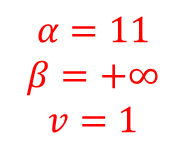 α = 11
β = +∞
v = 1